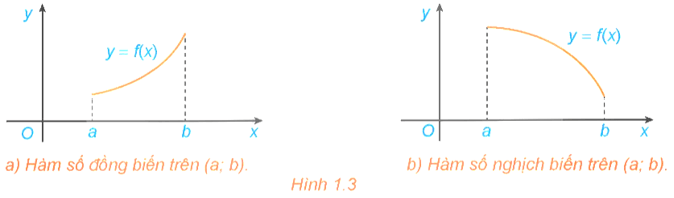 y
y = f(x)
O
a
b
x
a) Hàm số đồng biến trên (a; b).
y
y = f(x)
O
a
b
x
b) Hàm số nghịch biến trên (a; b).
Hình 1.3